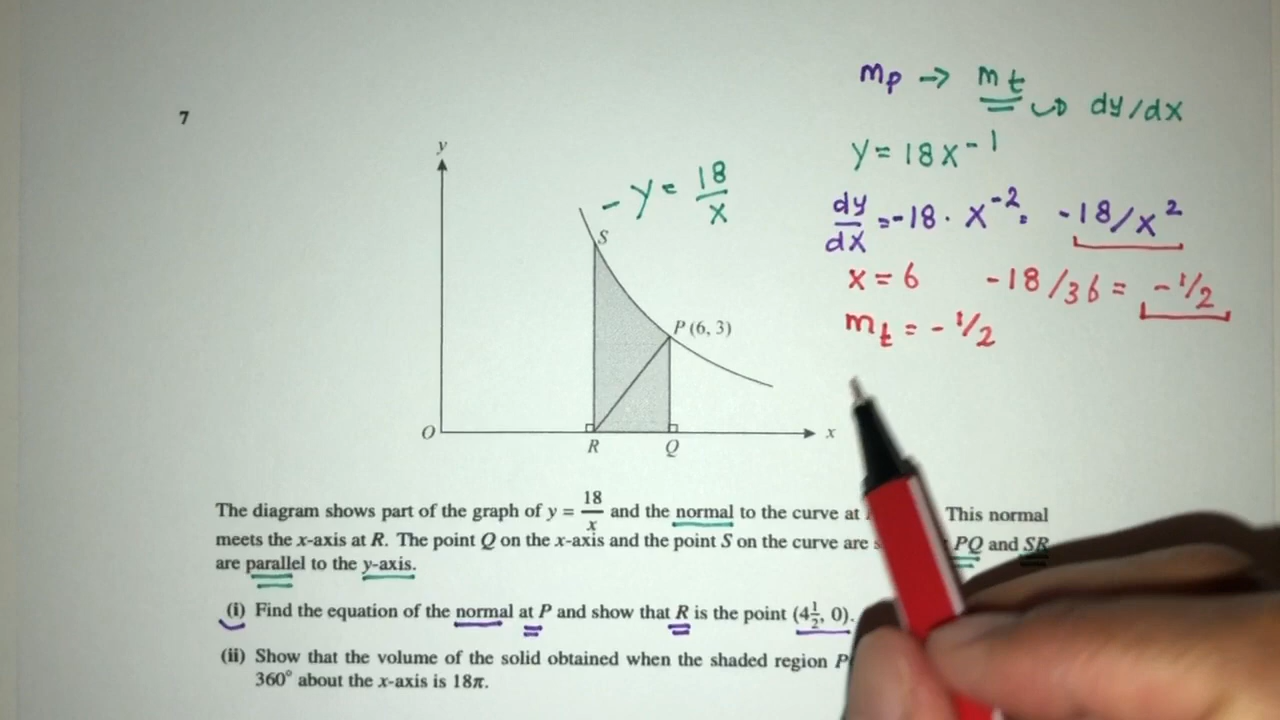 7
mp → mt → dy/dx
y = 18x⁻¹
dy/dx = -18 · x⁻² = -18/x²
x = 6 -18/36 = -1/2
mt = -1/2
y
- y = 18/x
S
P (6, 3)
O
R
Q
x
The diagram shows part of the graph of y = 18/x and the normal to the curve at This normal
meets the x-axis at R. The point Q on the x-axis and the point S on the curve are PQ and SR
are parallel to the y-axis.
(i) Find the equation of the normal at P and show that R is the point (4½, 0).
(ii) Show that the volume of the solid obtained when the shaded region P
360° about the x-axis is 18π.